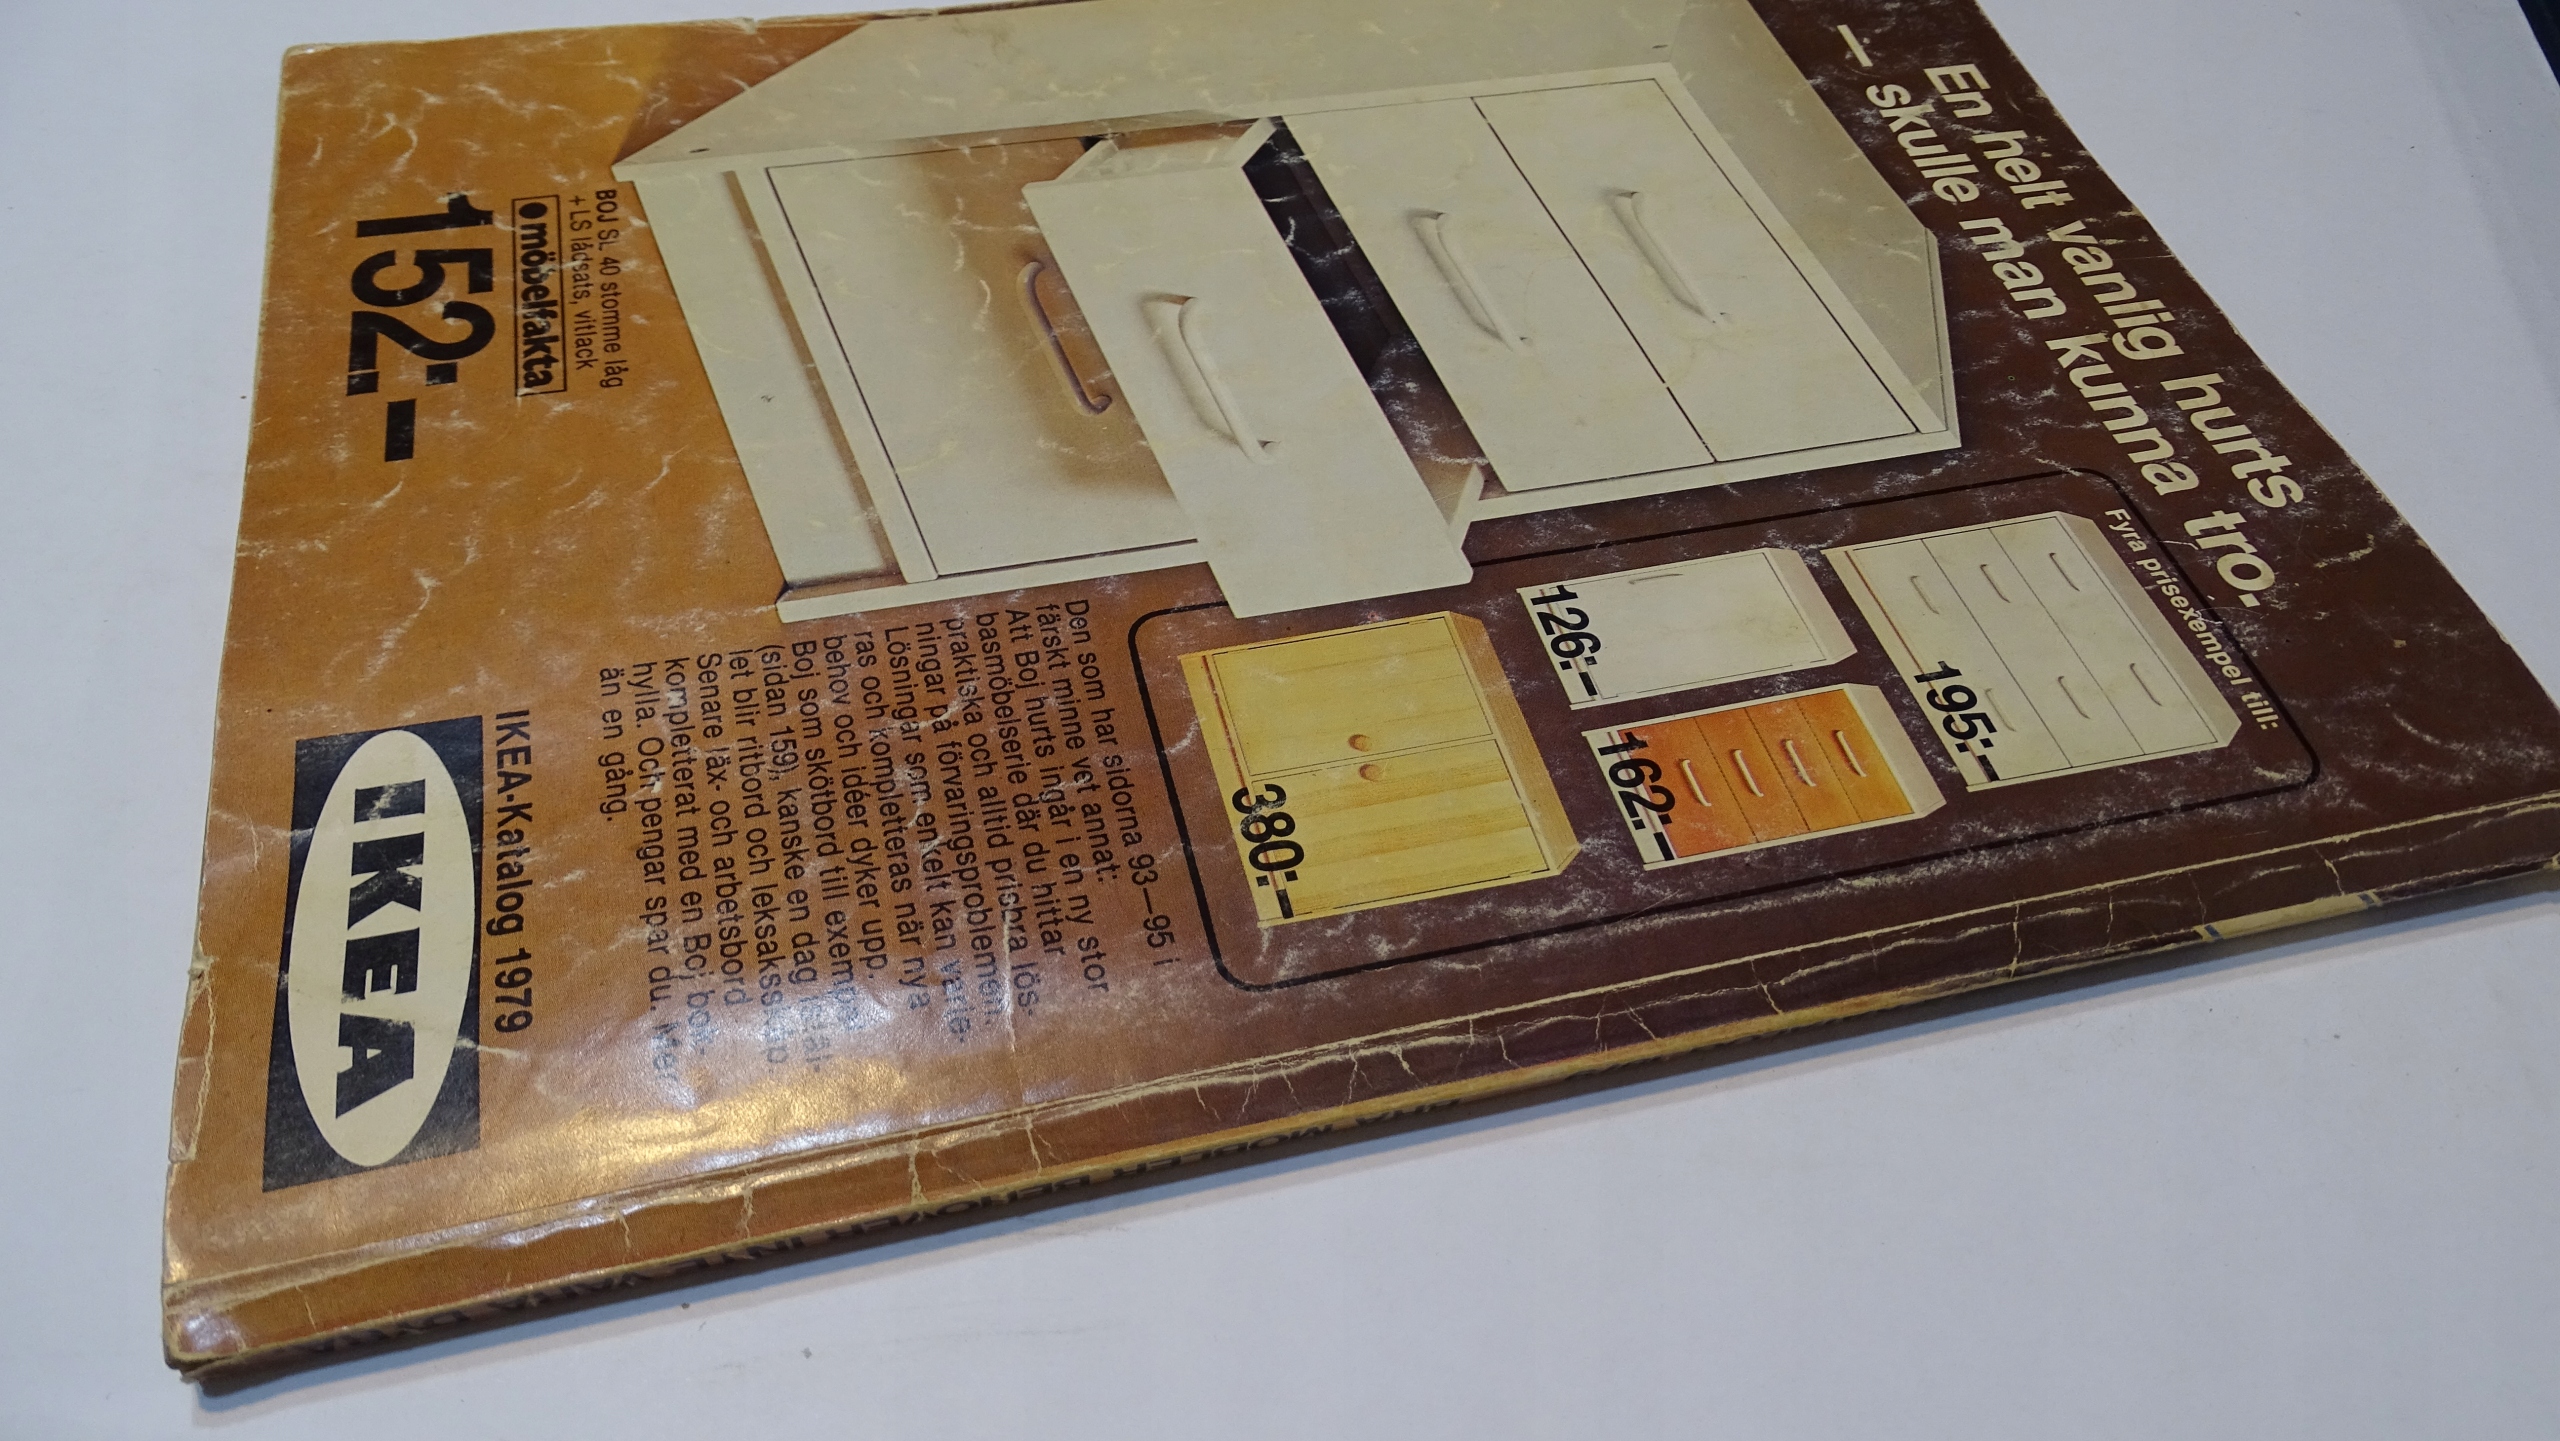 En helt vanlig hurts
– skulle man kunna tro.
Fyra prisexempel till:
195:–
126:–
162:–
380:–
BOJ SL 40 stomme låg
+ LS lådsats, vitlack
möbelfakta
152:–
Den som har sidorna 93–95 i
färskt minne vet annat:
Att Boj hurts ingår i en ny stor
basmöbelserie där du hittar
praktiska och alltid prisbra lös-
ningar på förvaringsproblemen.
Lösningar som enkelt kan varie-
ras och kompletteras när nya
behov och idéer dyker upp.
Boj som skötbord till exempel
(sidan 159), kanske en dag i stäl-
let blir ritbord och leksaksskåp.
Senare läx- och arbetsbord
kompletterat med en Boj bok-
hylla. Och pengar spar du. Mer
än en gång.
IKEA-Katalog 1979
IKEA